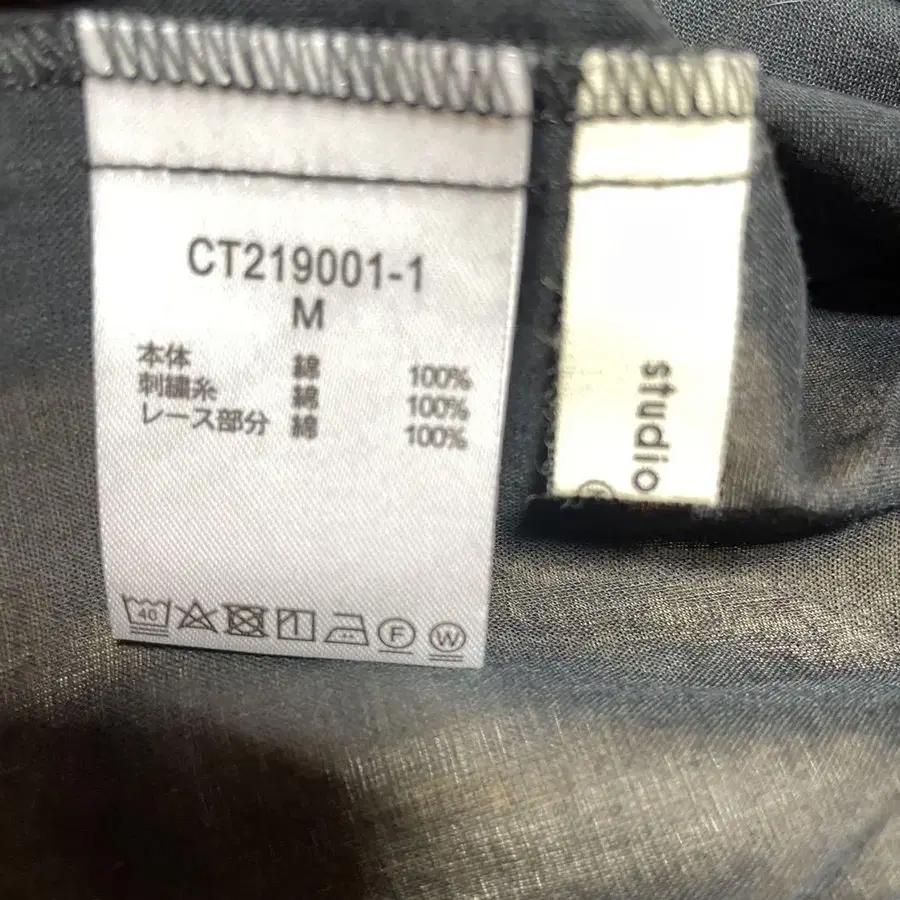 CT219001-1
M
本体 綿 100%
刺繍糸 綿 100%
レース部分 綿 100%
40
F
W
studio